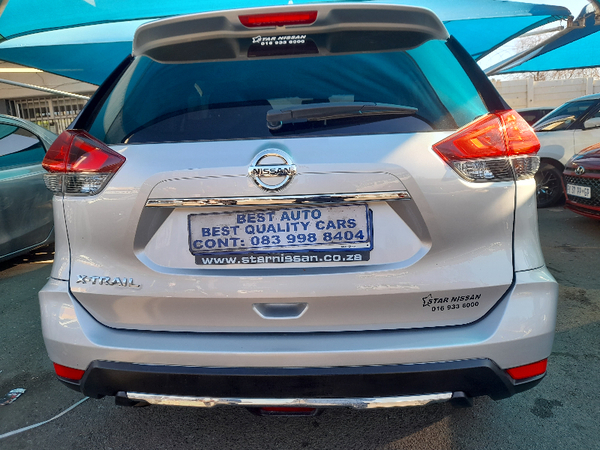 STAR NISSAN
016 933 6000
NISSAN
BEST AUTO
BEST QUALITY CARS
CONT: 083 998 8404
www.starnissan.co.za
X-TRAIL
STAR NISSAN
016 933 6000